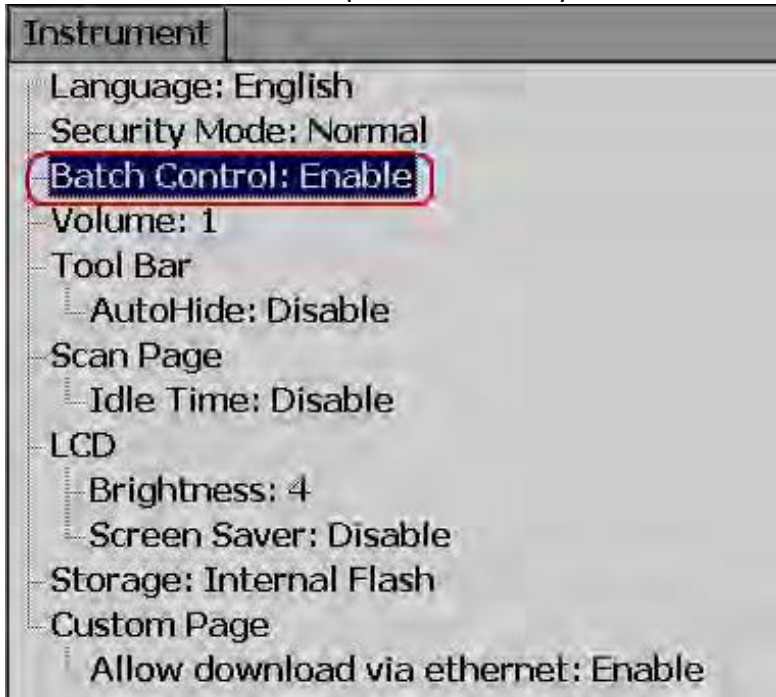 Instrument
Language: English
Security Mode: Normal
Batch Control: Enable
Volume: 1
Tool Bar
AutoHide: Disable
Scan Page
Idle Time: Disable
LCD
Brightness: 4
Screen Saver: Disable
Storage: Internal Flash
Custom Page
Allow download via ethernet: Enable